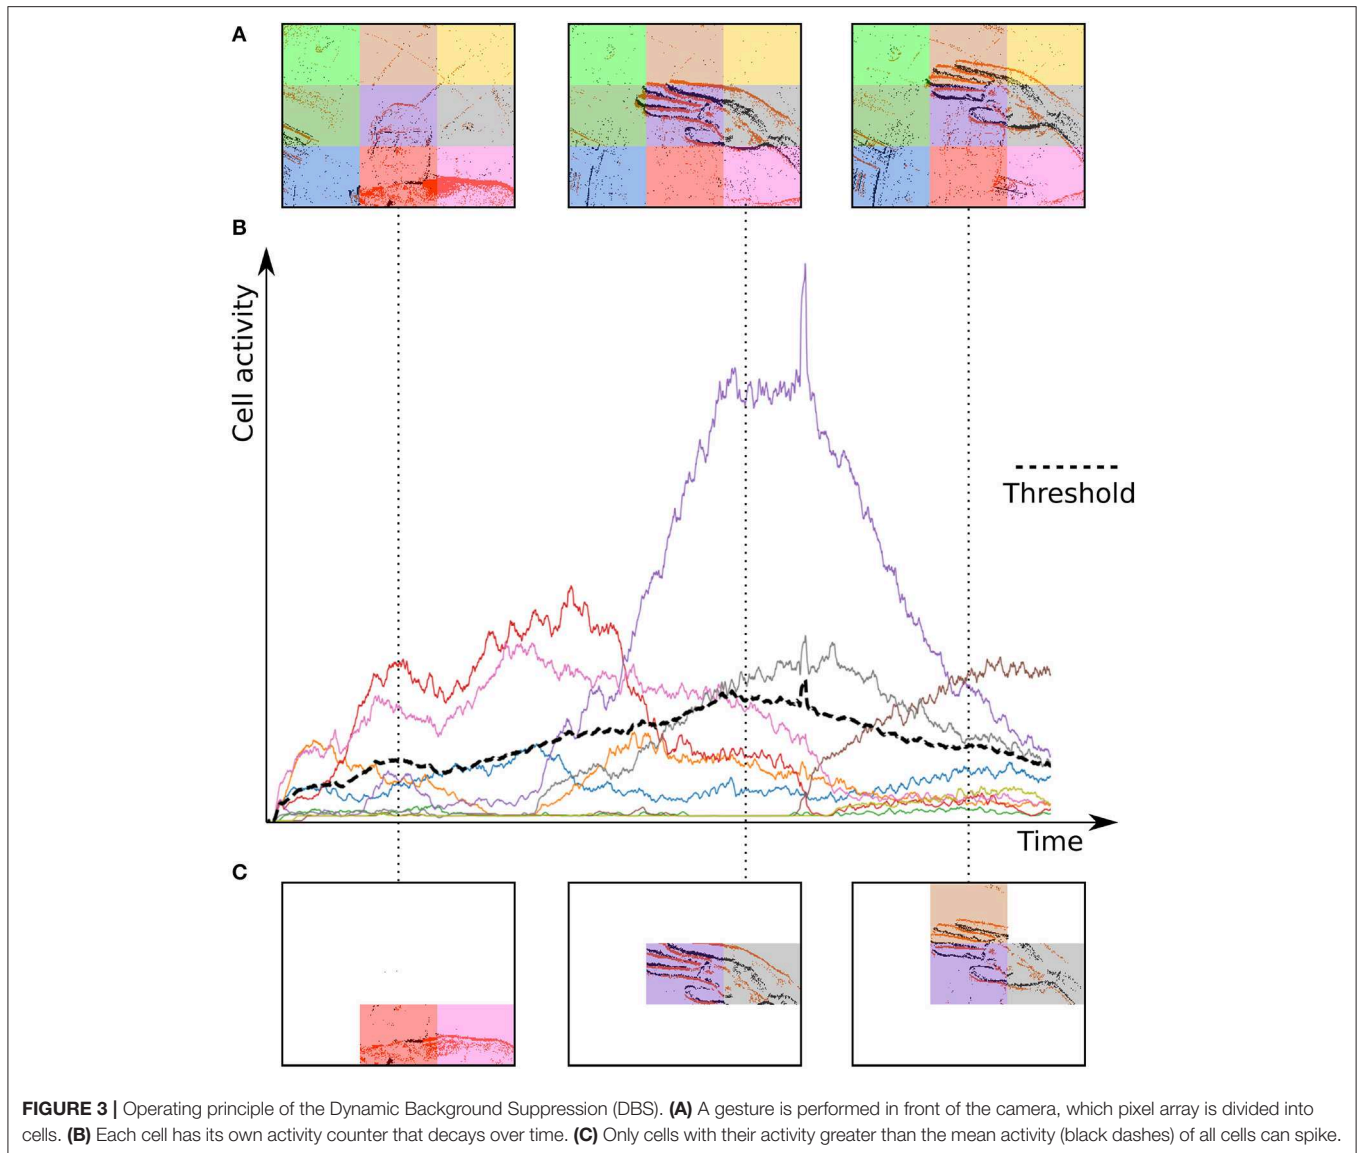 A
B
Cell activity
Threshold
Time
C
FIGURE 3 | Operating principle of the Dynamic Background Suppression (DBS). (A) A gesture is performed in front of the camera, which pixel array is divided into
cells. (B) Each cell has its own activity counter that decays over time. (C) Only cells with their activity greater than the mean activity (black dashes) of all cells can spike.